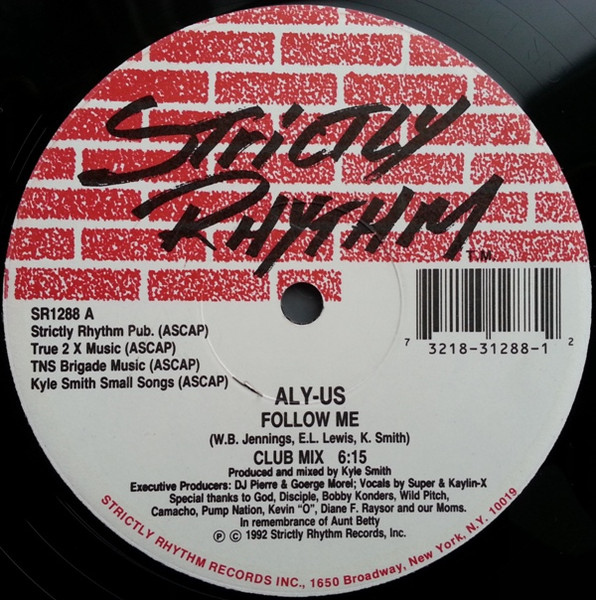 STRICTLY
RHYTHM
T.M.
SR1288 A
Strictly Rhythm Pub. (ASCAP)
True 2 X Music (ASCAP)
TNS Brigade Music (ASCAP)
Kyle Smith Small Songs (ASCAP)
7 3218-31288-1 2
ALY-US
FOLLOW ME
(W.B. Jennings, E.L. Lewis, K. Smith)
CLUB MIX 6:15
Produced and mixed by Kyle Smith
Executive Producers: DJ Pierre & Goerge Morel; Vocals by Super & Kaylin-X
Special thanks to God, Disciple, Bobby Konders, Wild Pitch,
Camacho, Pump Nation, Kevin “O”, Diane F. Raysor and our Moms.
In remembrance of Aunt Betty
℗ © 1992 Strictly Rhythm Records, Inc.
STRICTLY RHYTHM RECORDS INC., 1650 Broadway, New York, N.Y. 10019